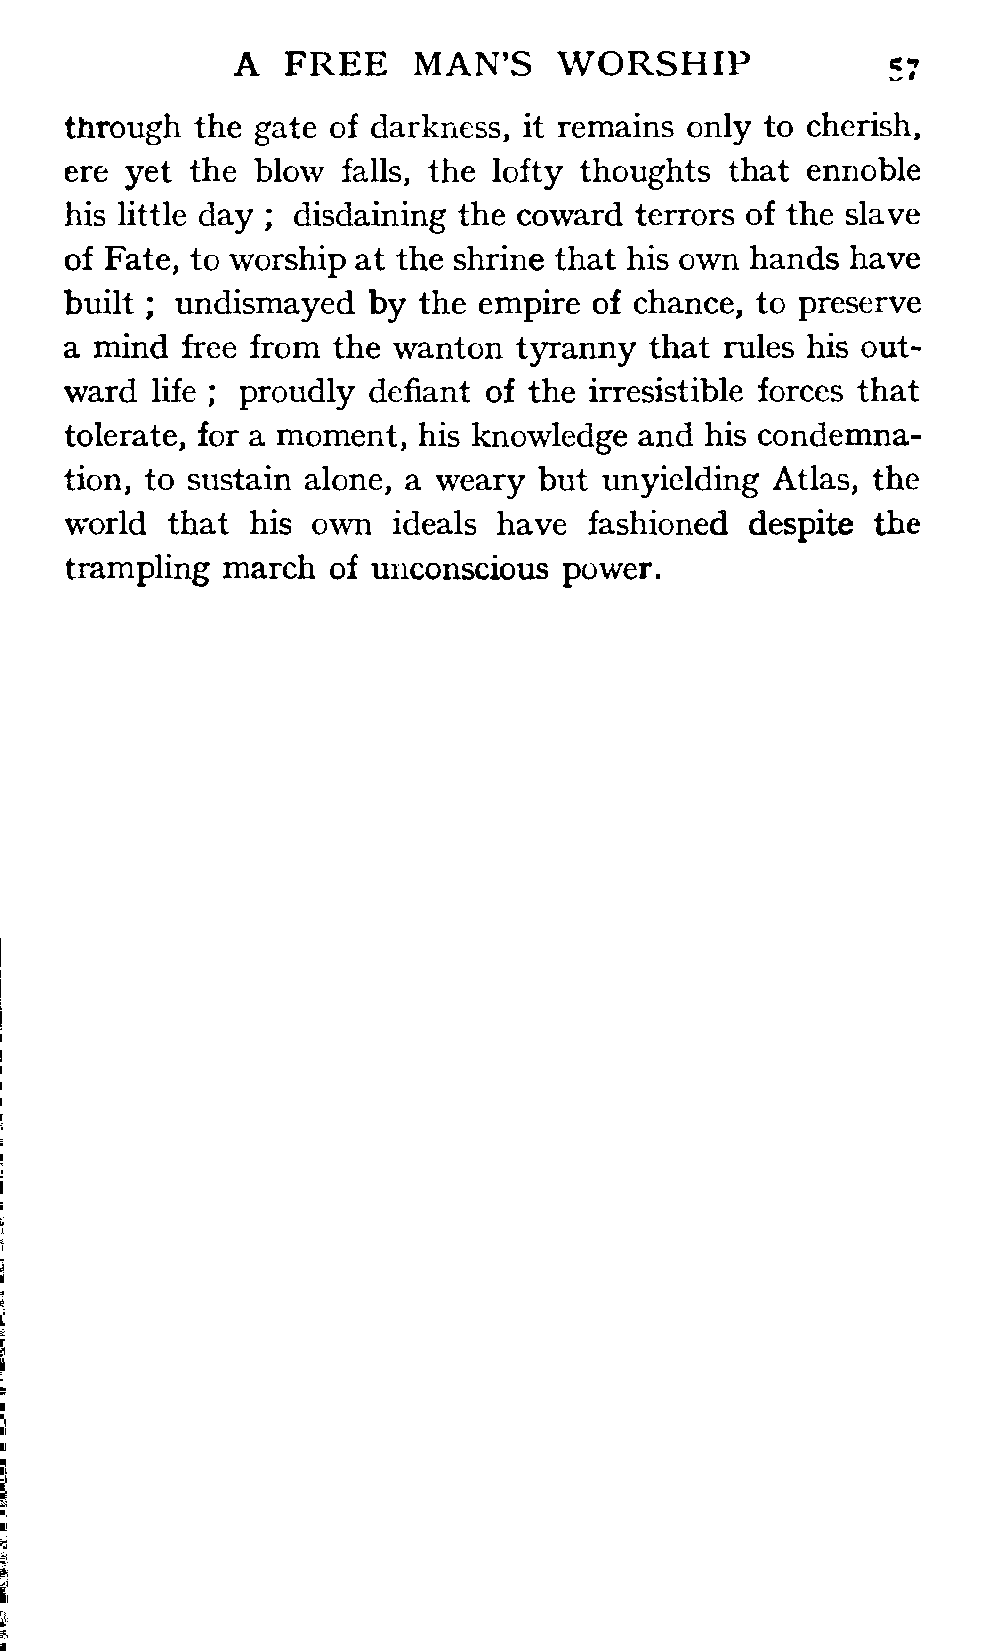 A FREE MAN'S WORSHIP 57
through the gate of darkness, it remains only to cherish,
ere yet the blow falls, the lofty thoughts that ennoble
his little day ; disdaining the coward terrors of the slave
of Fate, to worship at the shrine that his own hands have
built ; undismayed by the empire of chance, to preserve
a mind free from the wanton tyranny that rules his out-
ward life ; proudly defiant of the irresistible forces that
tolerate, for a moment, his knowledge and his condemna-
tion, to sustain alone, a weary but unyielding Atlas, the
world that his own ideals have fashioned despite the
trampling march of unconscious power.